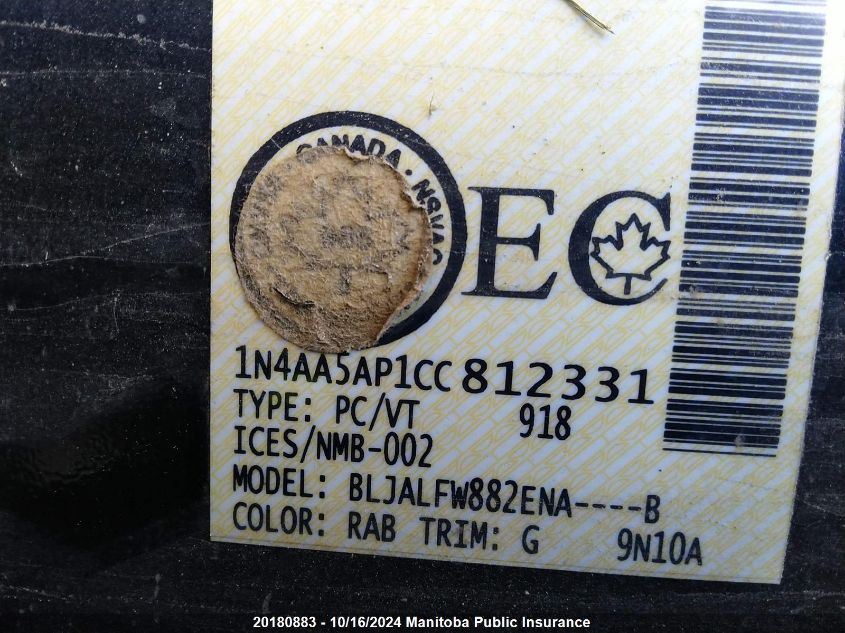 CANADA · NSVAC
EC
1N4AA5AP1CC812331
TYPE: PC/VT 918
ICES/NMB-002
MODEL: BLJALFW882ENA----B
COLOR: RAB TRIM: G 9N10A
20180883 - 10/16/2024 Manitoba Public Insurance